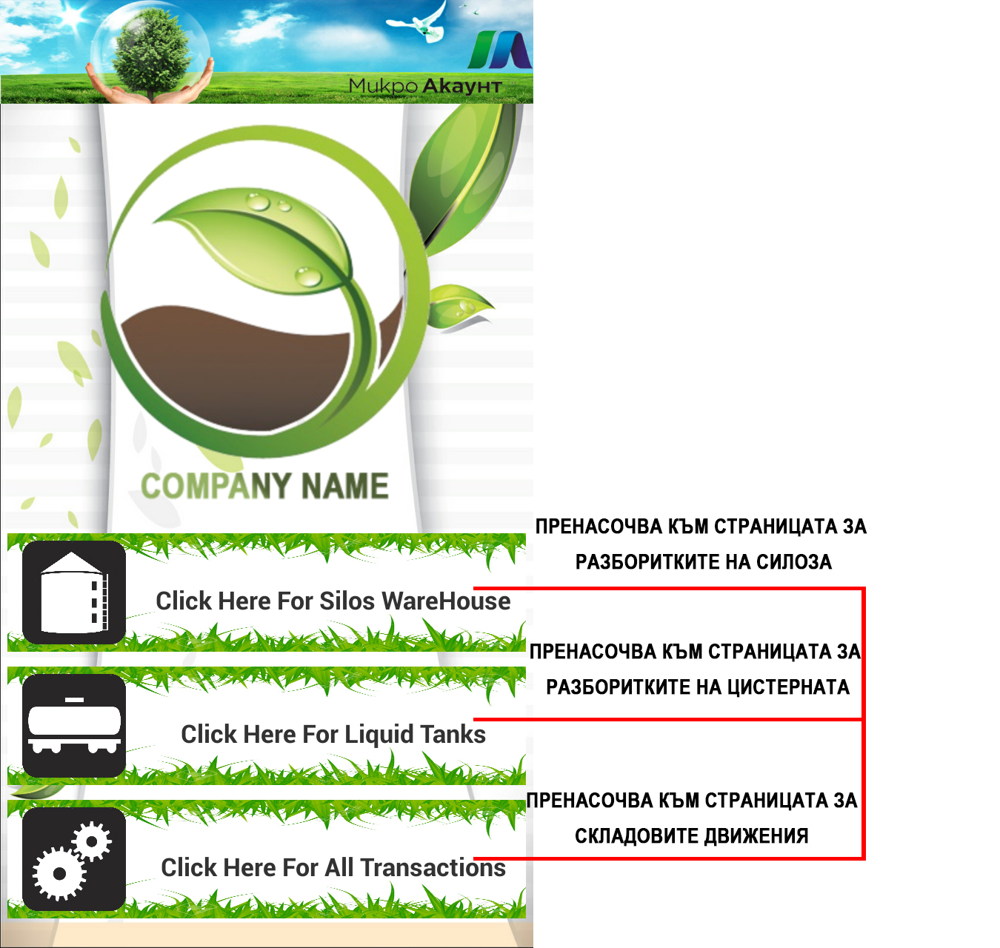 Микро Акаунт
COMPANY NAME
ПРЕНАСОЧВА КЪМ СТРАНИЦАТА ЗА
РАЗБОРИТКИТЕ НА СИЛОЗА
Click Here For Silos WareHouse
ПРЕНАСОЧВА КЪМ СТРАНИЦАТА ЗА
РАЗБОРИТКИТЕ НА ЦИСТЕРНАТА
Click Here For Liquid Tanks
ПРЕНАСОЧВА КЪМ СТРАНИЦАТА ЗА
СКЛАДОВИТЕ ДВИЖЕНИЯ
Click Here For All Transactions